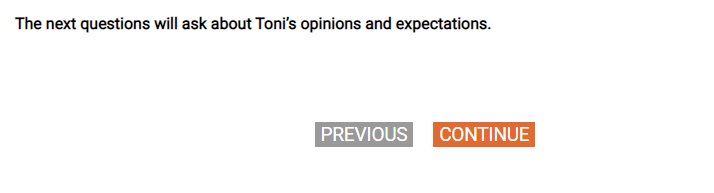 The next questions will ask about Toni’s opinions and expectations.
PREVIOUS CONTINUE